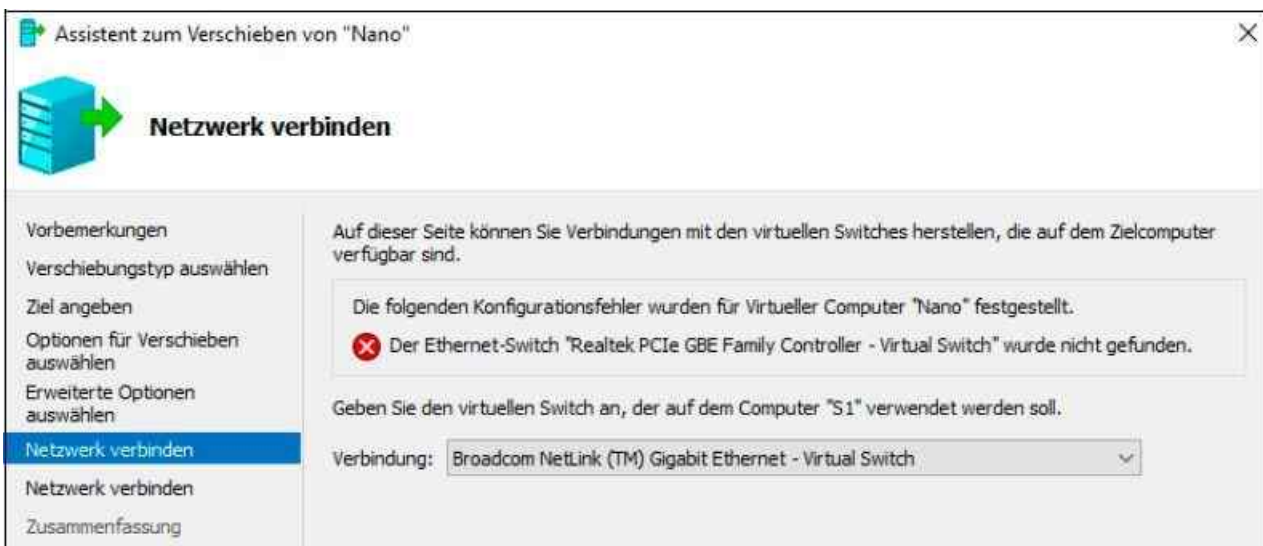 Assistent zum Verschieben von "Nano"
Netzwerk verbinden
Vorbemerkungen
Verschiebungstyp auswählen
Ziel angeben
Optionen für Verschieben
auswählen
Erweiterte Optionen
auswählen
Netzwerk verbinden
Netzwerk verbinden
Zusammenfassung
Auf dieser Seite können Sie Verbindungen mit den virtuellen Switches herstellen, die auf dem Zielcomputer
verfügbar sind.
Die folgenden Konfigurationsfehler wurden für Virtueller Computer "Nano" festgestellt.
Der Ethernet-Switch "Realtek PCIe GBE Family Controller - Virtual Switch" wurde nicht gefunden.
Geben Sie den virtuellen Switch an, der auf dem Computer "S1" verwendet werden soll.
Verbindung: Broadcom NetLink (TM) Gigabit Ethernet - Virtual Switch